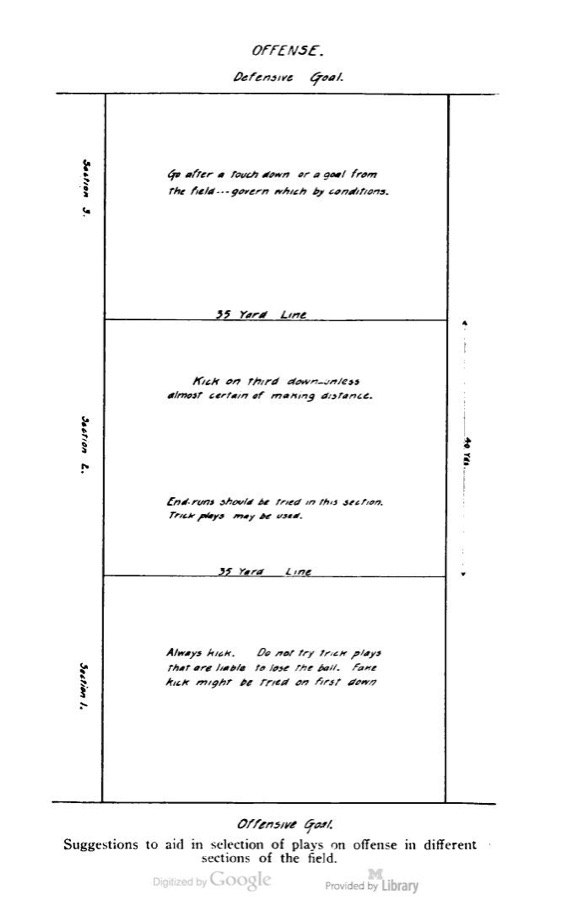 OFFENSE.
Defensive Goal.
Section 3.
Go after a touch down or a goal from
the field---govern which by conditions.
35 Yard Line
Kick on third down-unless
almost certain of making distance.
Section 2.
40 Yds.
End-runs should be tried in this section.
Trick plays may be used.
35 Yard Line
Section 1.
Always kick. Do not try trick plays
that are liable to lose the ball. Fake
kick might be tried on first down
Offensive Goal.
Suggestions to aid in selection of plays on offense in different
sections of the field.
Digitized by Google
Provided by Library